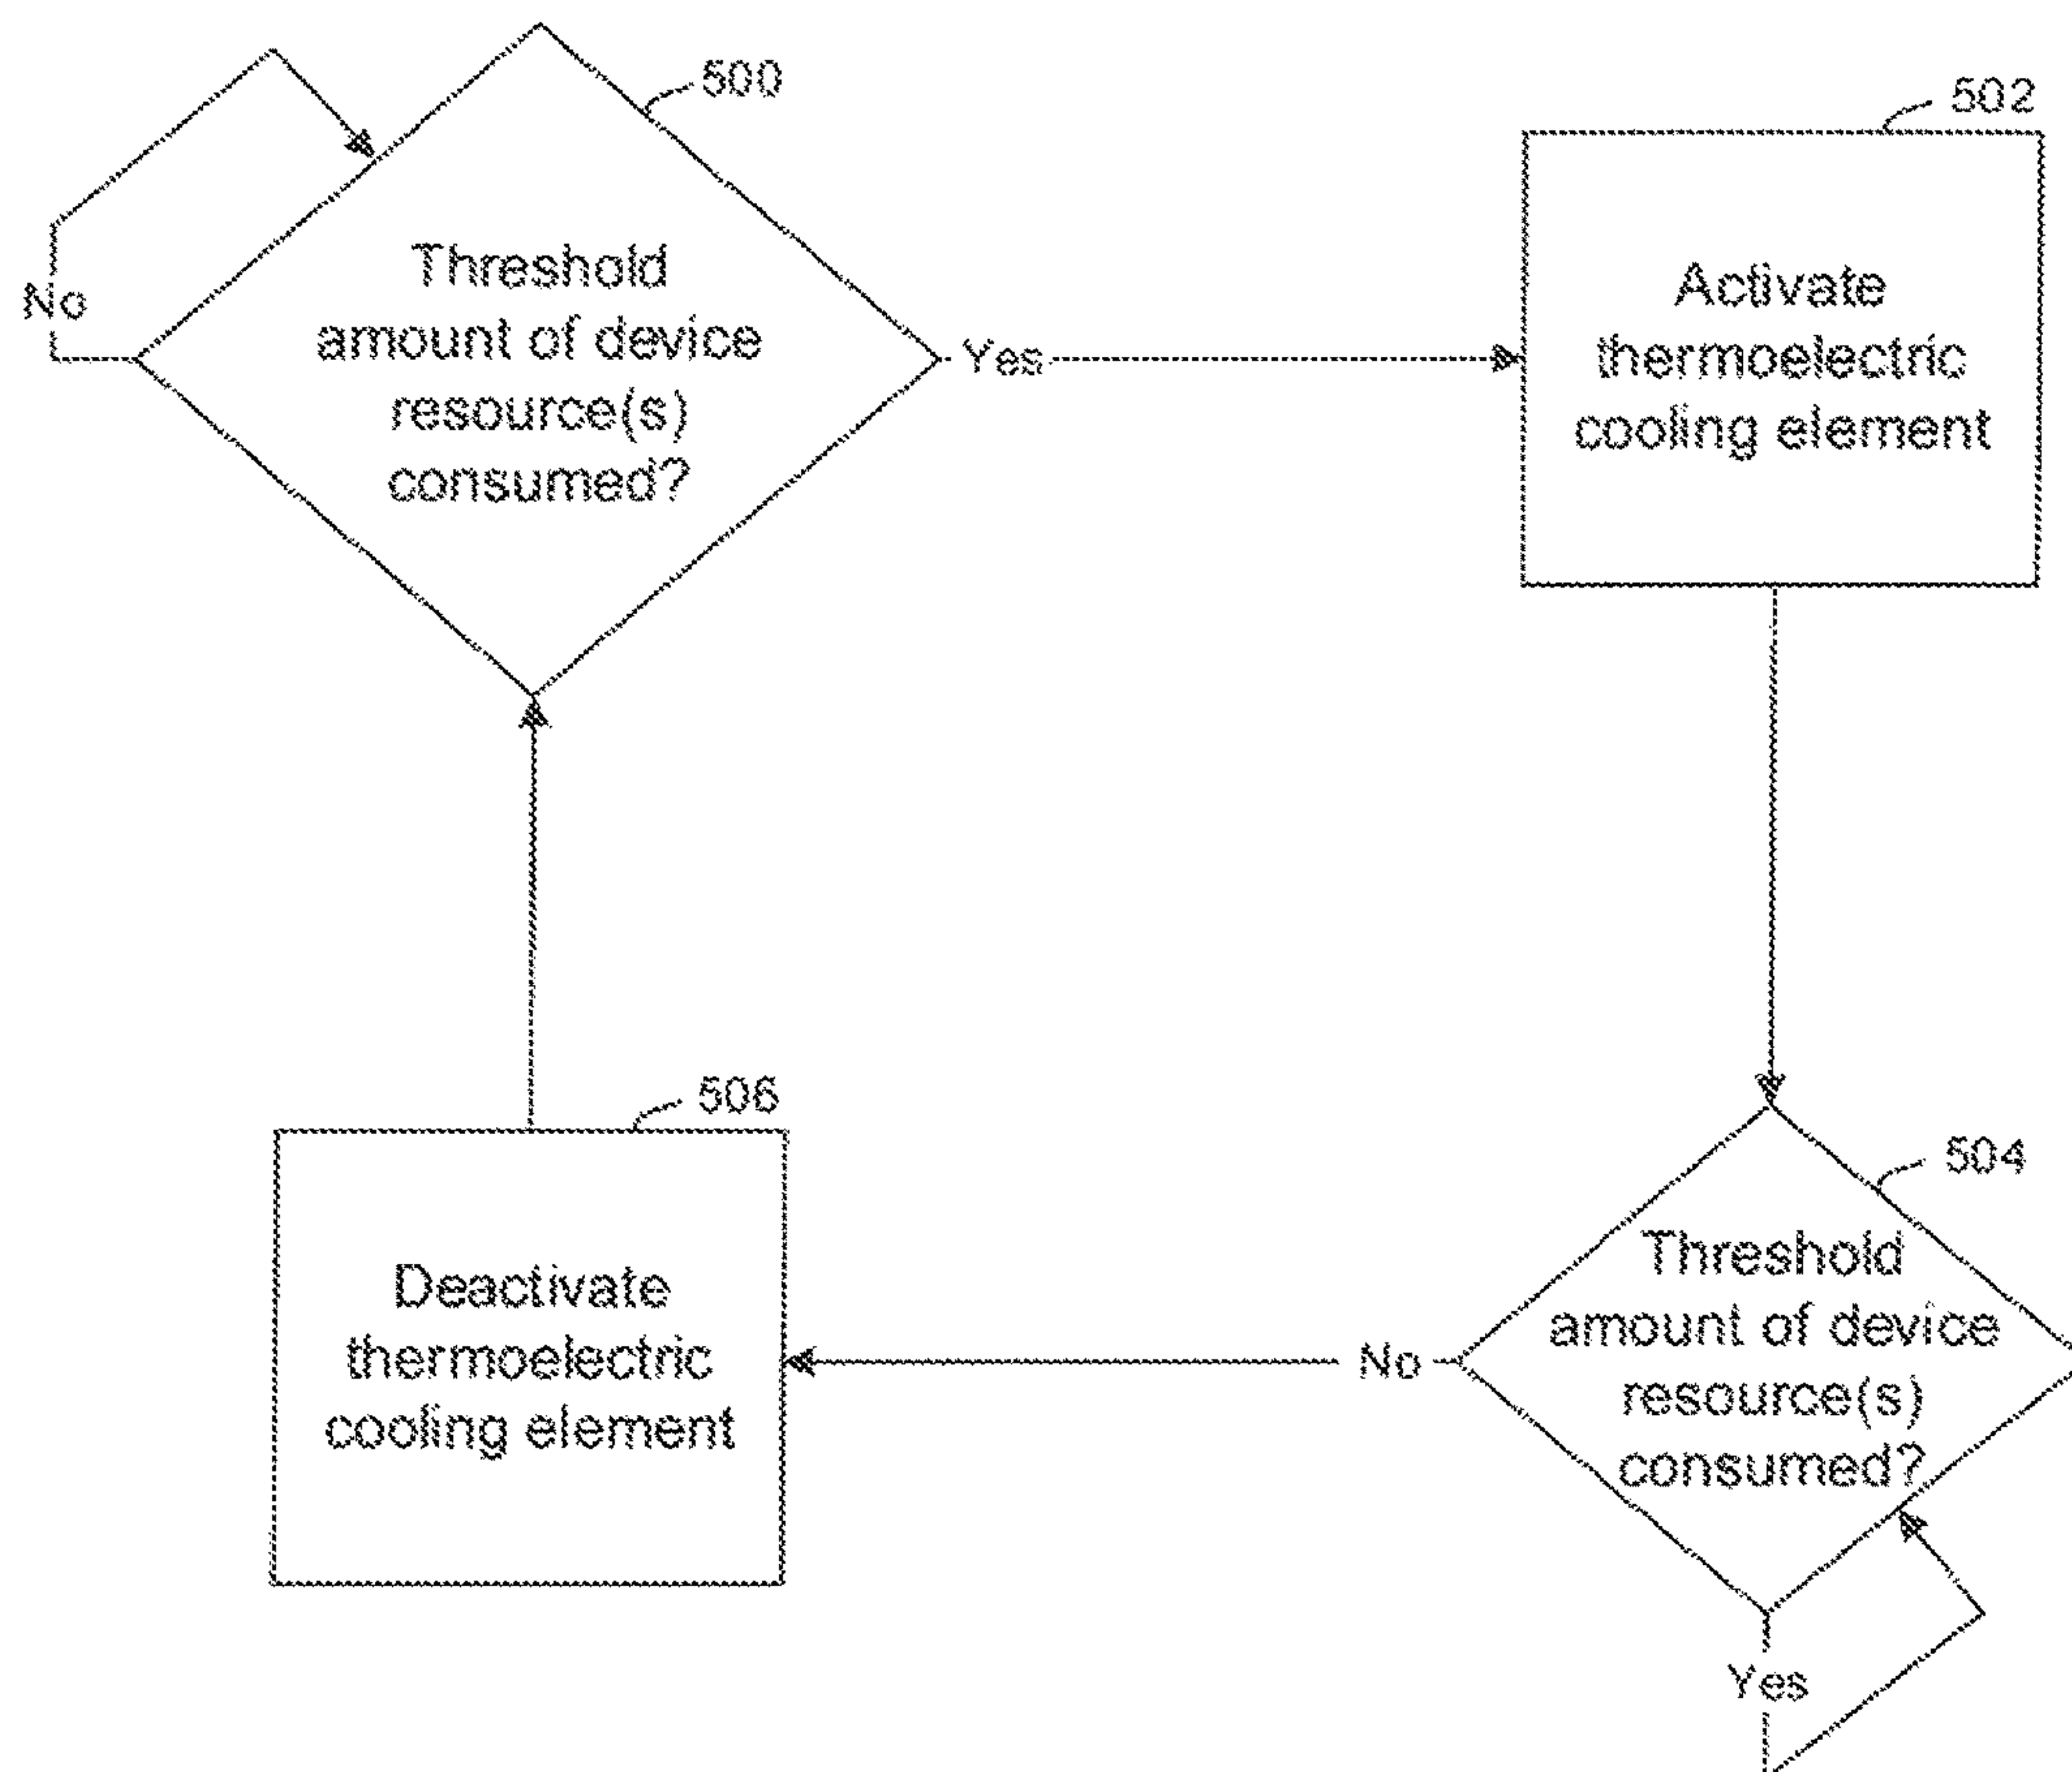 500
Threshold
amount of device
resource(s)
consumed?
No
Yes
502
Activate
thermoelectric
cooling element
504
Threshold
amount of device
resource(s)
consumed?
No
Yes
506
Deactivate
thermoelectric
cooling element